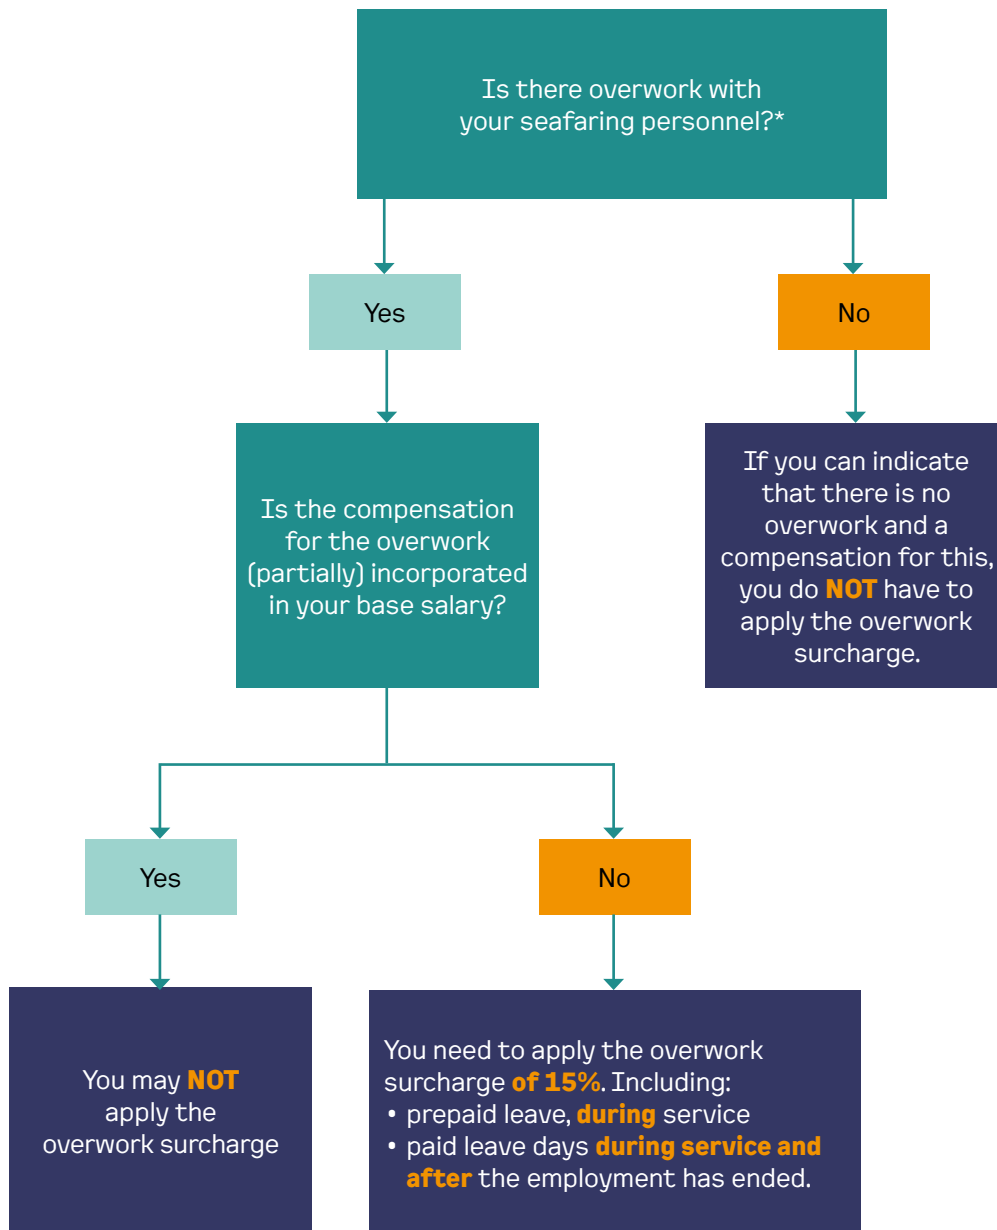 Is there overwork with
your seafaring personnel?*
Yes
No
Is the compensation
for the overwork
(partially) incorporated
in your base salary?
If you can indicate
that there is no
overwork and a
compensation for this,
you do NOT have to
apply the overwork
surcharge.
Yes
No
You may NOT
apply the
overwork surcharge
You need to apply the overwork
surcharge of 15%. Including:
• prepaid leave, during service
• paid leave days during service and
after the employment has ended.